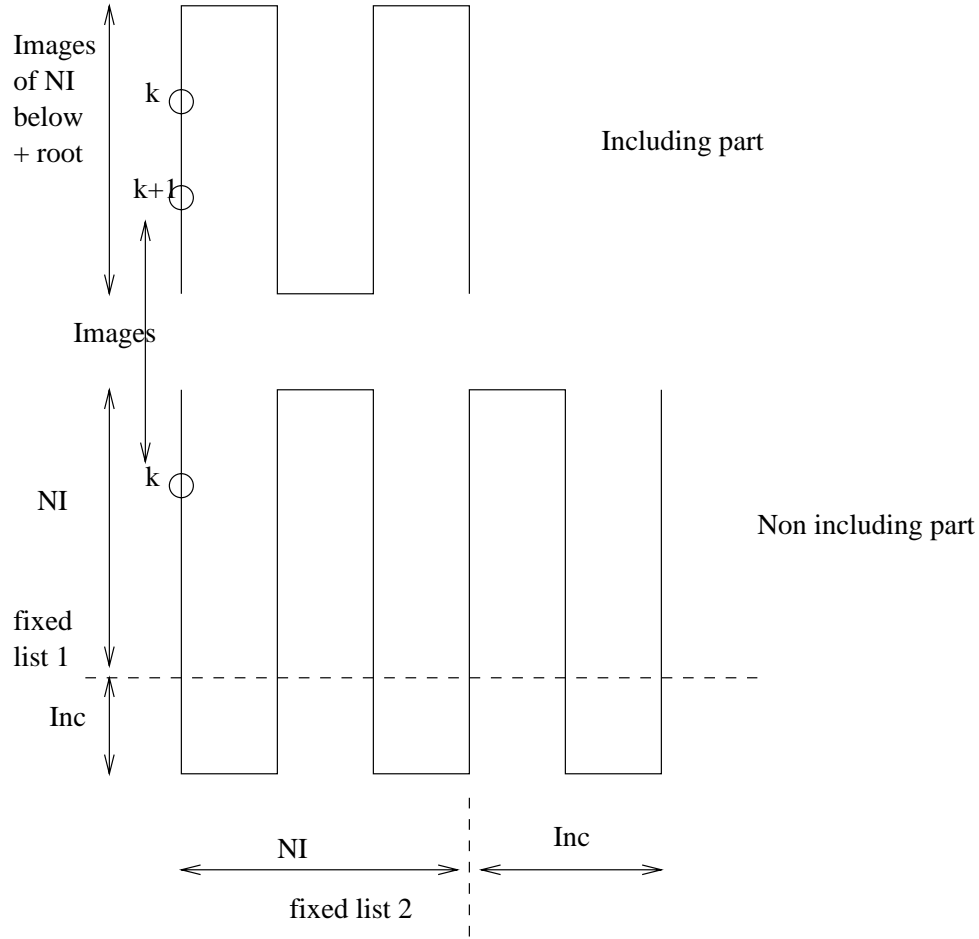 Images
of NI
below
+ root
k
Including part
k+1
Images
k
NI
Non including part
fixed
list 1
Inc
NI
Inc
fixed list 2